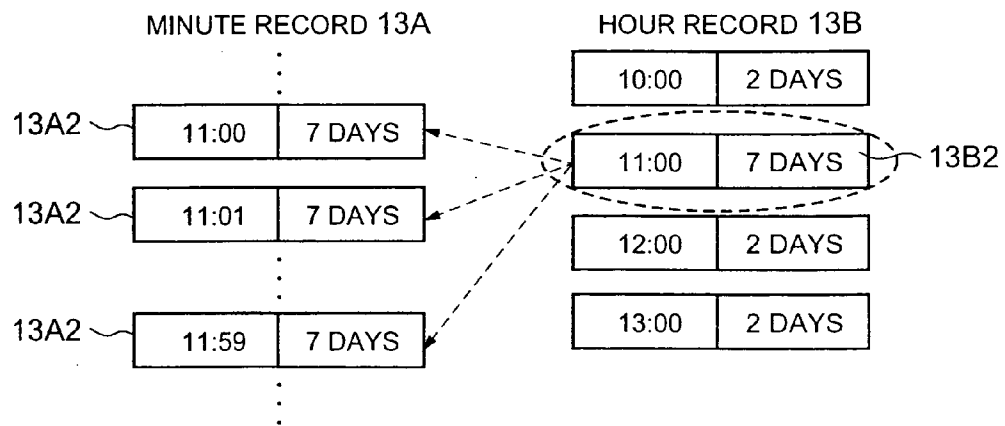 MINUTE RECORD 13A
13A2 11:00 7 DAYS
13A2 11:01 7 DAYS
13A2 11:59 7 DAYS
HOUR RECORD 13B
10:00 2 DAYS
11:00 7 DAYS 13B2
12:00 2 DAYS
13:00 2 DAYS